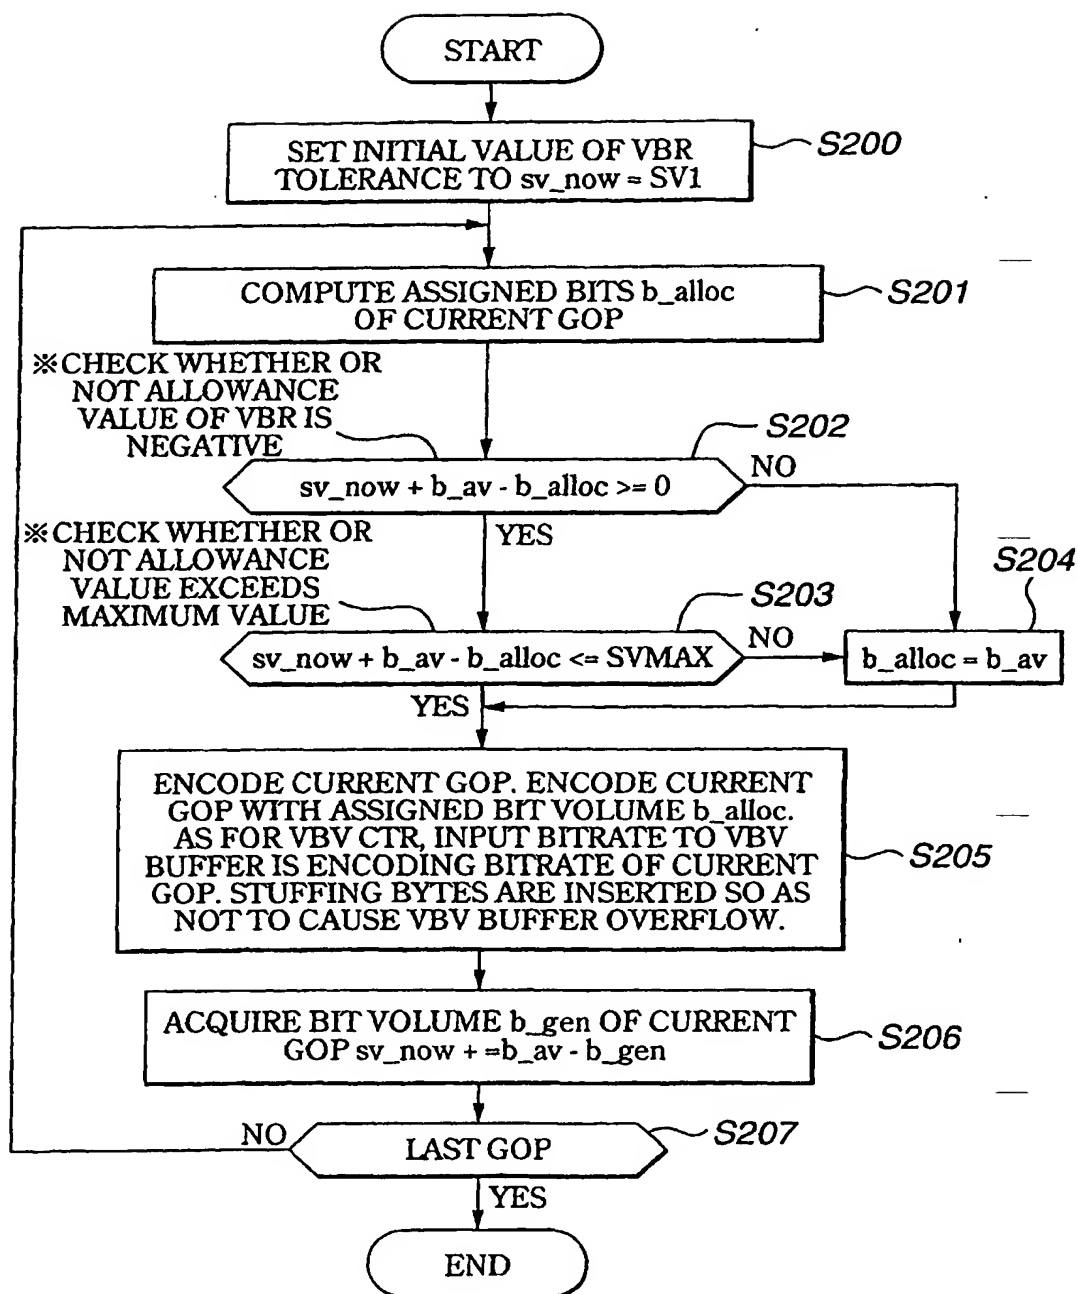 START
SET INITIAL VALUE OF VBR
TOLERANCE TO sv_now = SV1
S200
COMPUTE ASSIGNED BITS b_alloc
OF CURRENT GOP
S201
※CHECK WHETHER OR
NOT ALLOWANCE
VALUE OF VBR IS
NEGATIVE
S202
sv_now + b_av - b_alloc >= 0
NO
YES
※CHECK WHETHER OR
NOT ALLOWANCE
VALUE EXCEEDS
MAXIMUM VALUE
S203
S204
sv_now + b_av - b_alloc <= SVMAX
NO
b_alloc = b_av
YES
ENCODE CURRENT GOP. ENCODE CURRENT
GOP WITH ASSIGNED BIT VOLUME b_alloc.
AS FOR VBV CTR, INPUT BITRATE TO VBV
BUFFER IS ENCODING BITRATE OF CURRENT
GOP. STUFFING BYTES ARE INSERTED SO AS
NOT TO CAUSE VBV BUFFER OVERFLOW.
S205
ACQUIRE BIT VOLUME b_gen OF CURRENT
GOP sv_now + =b_av - b_gen
S206
NO
LAST GOP
S207
YES
END